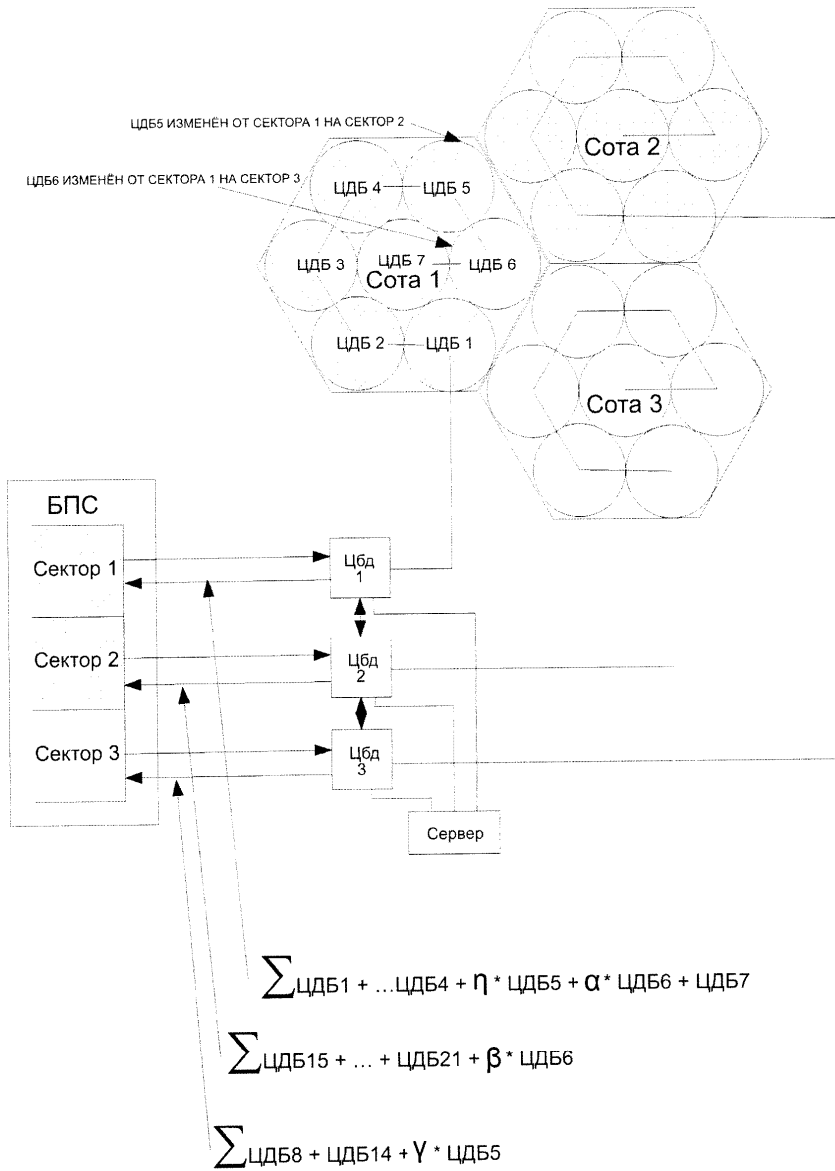 ЦДБ5 ИЗМЕНЁН ОТ СЕКТОРА 1 НА СЕКТОР 2
Сота 2
ЦДБ6 ИЗМЕНЁН ОТ СЕКТОРА 1 НА СЕКТОР 3
ЦДБ 4
ЦДБ 5
ЦДБ 3
ЦДБ 7
ЦДБ 6
Сота 1
ЦДБ 2
ЦДБ 1
Сота 3
БПС
Сектор 1
Цбд
1
Сектор 2
Цбд
2
Сектор 3
Цбд
3
Сервер
∑ЦДБ1 + ...ЦДБ4 + η * ЦДБ5 + α * ЦДБ6 + ЦДБ7
∑ЦДБ15 + ... + ЦДБ21 + β * ЦДБ6
∑ЦДБ8 + ЦДБ14 + γ * ЦДБ5